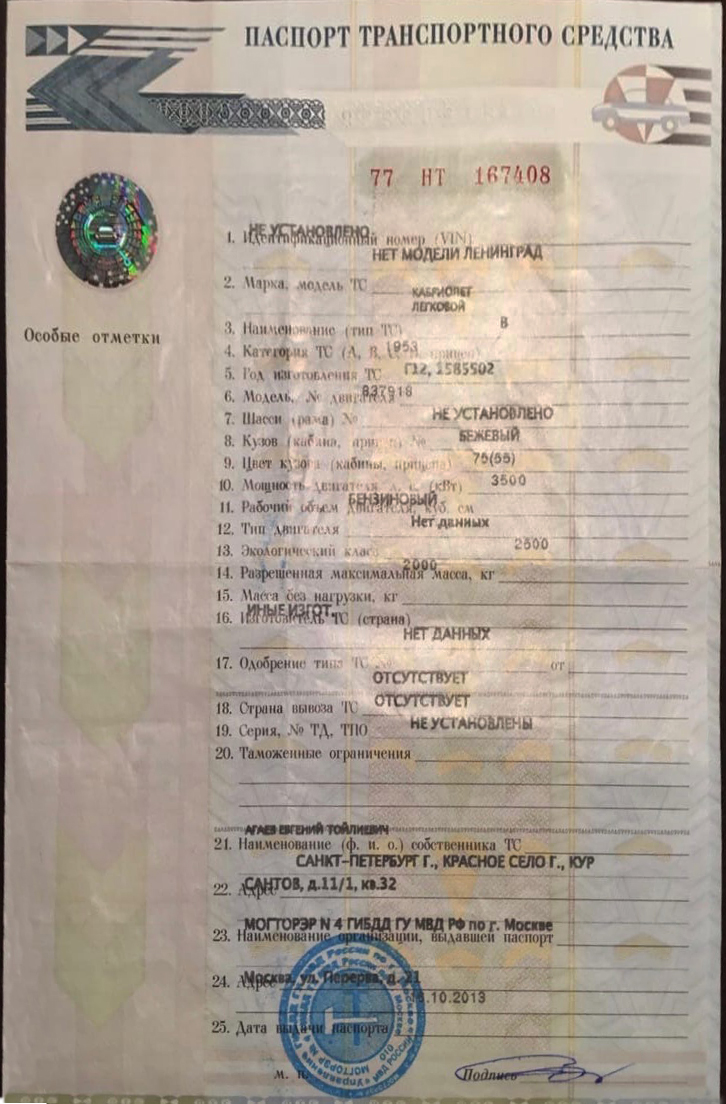 ПАСПОРТ ТРАНСПОРТНОГО СРЕДСТВА
77 НТ 167408
НЕ УСТАНОВЛЕНО
1. Идентификационный номер (VIN)
НЕТ МОДЕЛИ ЛЕНИНГРАД
2. Марка, модель ТС
КАБРИОЛЕТ
ЛЕГКОВОЙ
Особые отметки
3. Наименование (тип ТС)
B
4. Категория ТС (А, В, С, D, прицеп)
1953
5. Год изготовления ТС
Г12, 1585502
6. Модель, № двигателя
837918
7. Шасси (рама) №
НЕ УСТАНОВЛЕНО
8. Кузов (кабина, прицеп) №
БЕЖЕВЫЙ
9. Цвет кузова (кабины, прицепа)
75(55)
10. Мощность двигателя, л. с. (кВт)
3500
11. Рабочий объем двигателя, куб. см
БЕНЗИНОВЫЙ
12. Тип двигателя
Нет данных
13. Экологический класс
2500
14. Разрешенная максимальная масса, кг
2000
15. Масса без нагрузки, кг
ИНЫЕ ИЗГОТ.
16. Изготовитель ТС (страна)
НЕТ ДАННЫХ
17. Одобрение типа ТС № от
ОТСУТСТВУЕТ
18. Страна вывоза ТС
ОТСУТСТВУЕТ
19. Серия, № ТД, ТПО
НЕ УСТАНОВЛЕНЫ
20. Таможенные ограничения
АГАЕВ ЕВГЕНИЙ ТОЙЛИЕВИЧ
21. Наименование (ф. и. о.) собственника ТС
САНКТ-ПЕТЕРБУРГ Г., КРАСНОЕ СЕЛО Г., КУР
22. Адрес
САНТОВ, д.11/1, кв.32
МОГТОРЭР N 4 ГИБДД ГУ МВД РФ по г. Москве
23. Наименование организации, выдавшей паспорт
24. Адрес
Москва, ул. Перерва, д. 21
.10.2013
25. Дата выдачи паспорта
М. П.
Подпись